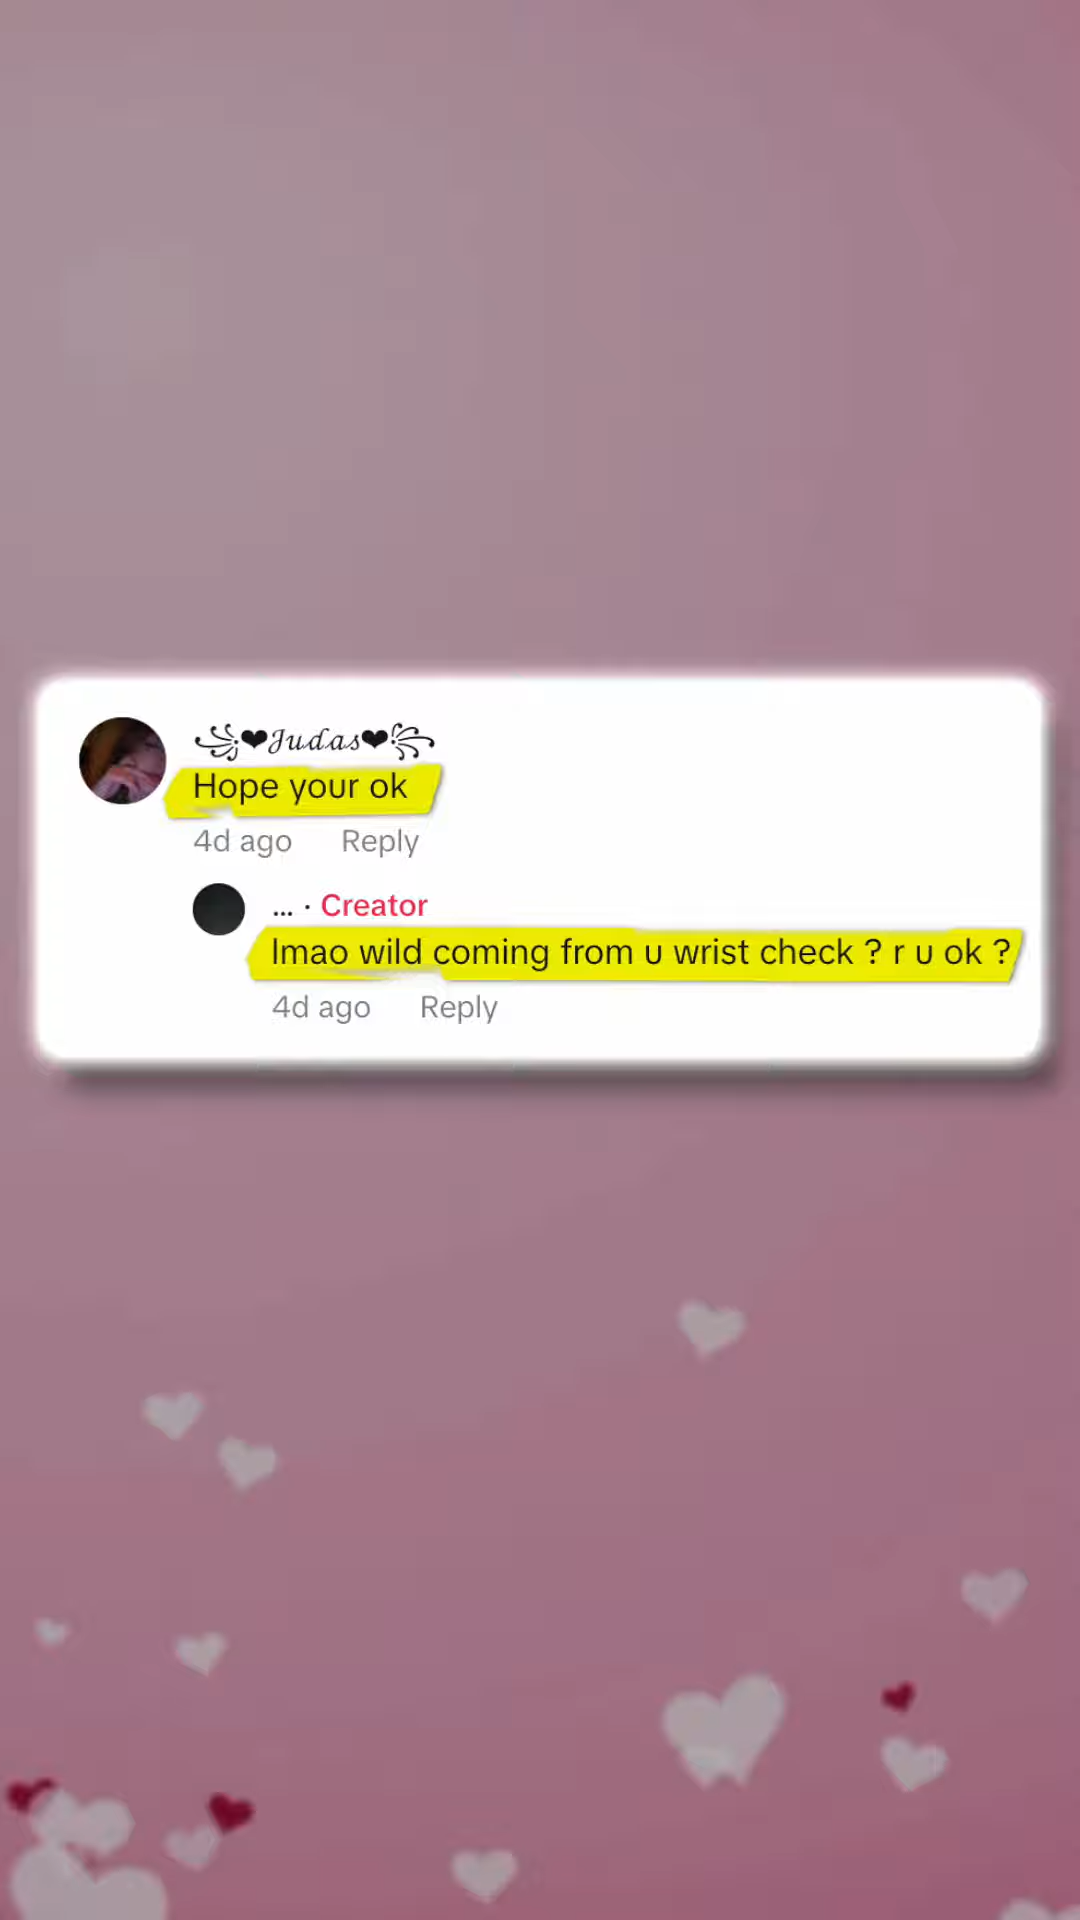 ꧁❤𝓙𝓾𝓭𝓪𝓼❤꧂
Hope your ok
4d ago Reply
... · Creator
lmao wild coming from u wrist check ? r u ok ?
4d ago Reply